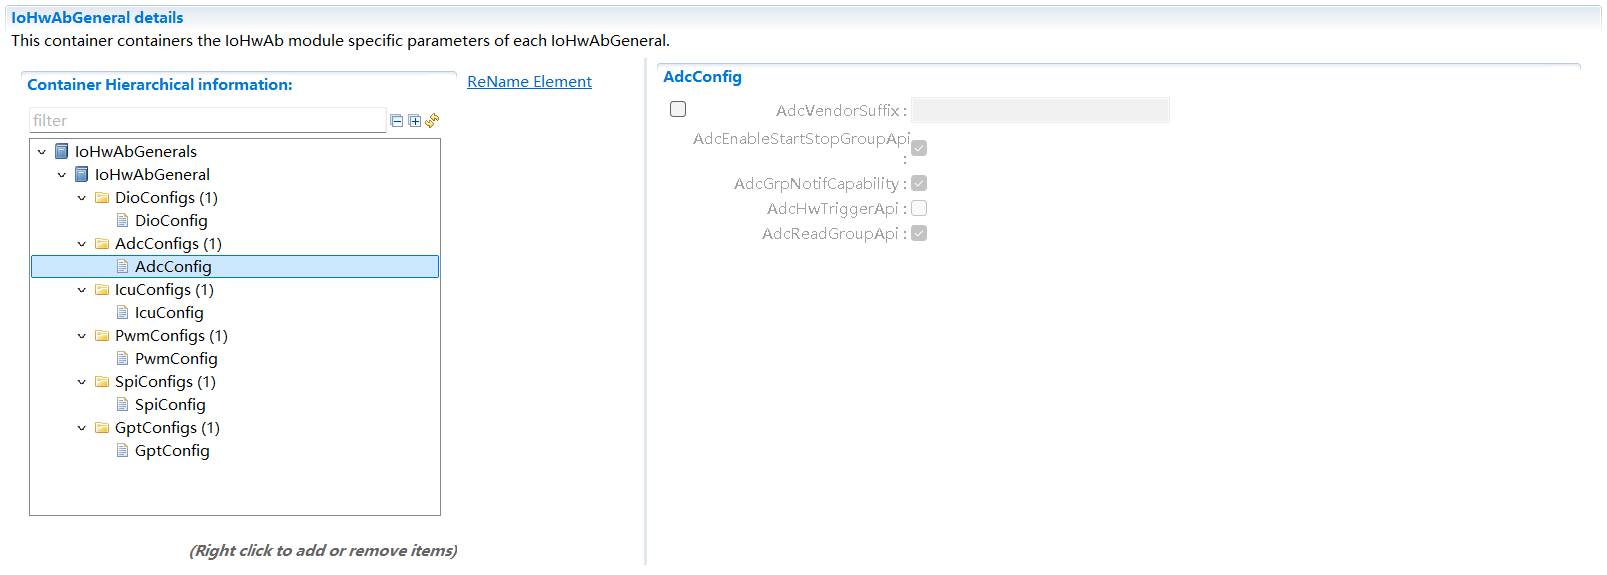 IoHwAbGeneral details
This container containers the IoHwAb module specific parameters of each IoHwAbGeneral.
Container Hierarchical information:
ReName Element
filter
IoHwAbGenerals
IoHwAbGeneral
DioConfigs (1)
DioConfig
AdcConfigs (1)
AdcConfig
IcuConfigs (1)
IcuConfig
PwmConfigs (1)
PwmConfig
SpiConfigs (1)
SpiConfig
GptConfigs (1)
GptConfig
(Right click to add or remove items)
AdcConfig
AdcVendorSuffix :
AdcEnableStartStopGroupApi
:
AdcGrpNotifCapability :
AdcHwTriggerApi :
AdcReadGroupApi :